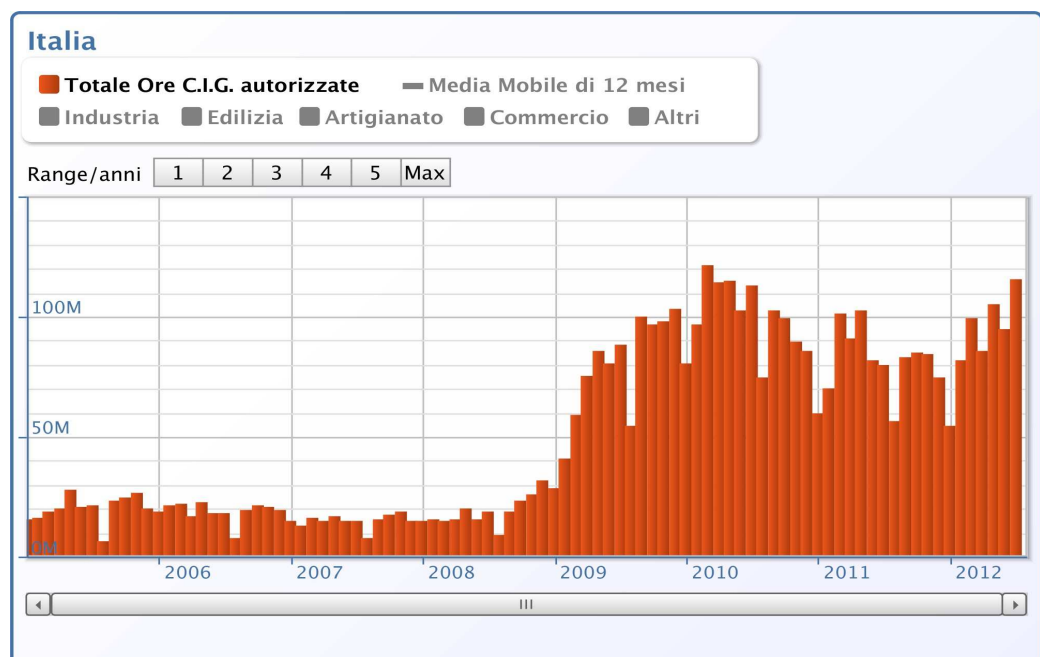 Italia
Totale Ore C.I.G. autorizzate Media Mobile di 12 mesi
Industria Edilizia Artigianato Commercio Altri
Range/anni 1 2 3 4 5 Max
100M
50M
0M
2006 2007 2008 2009 2010 2011 2012